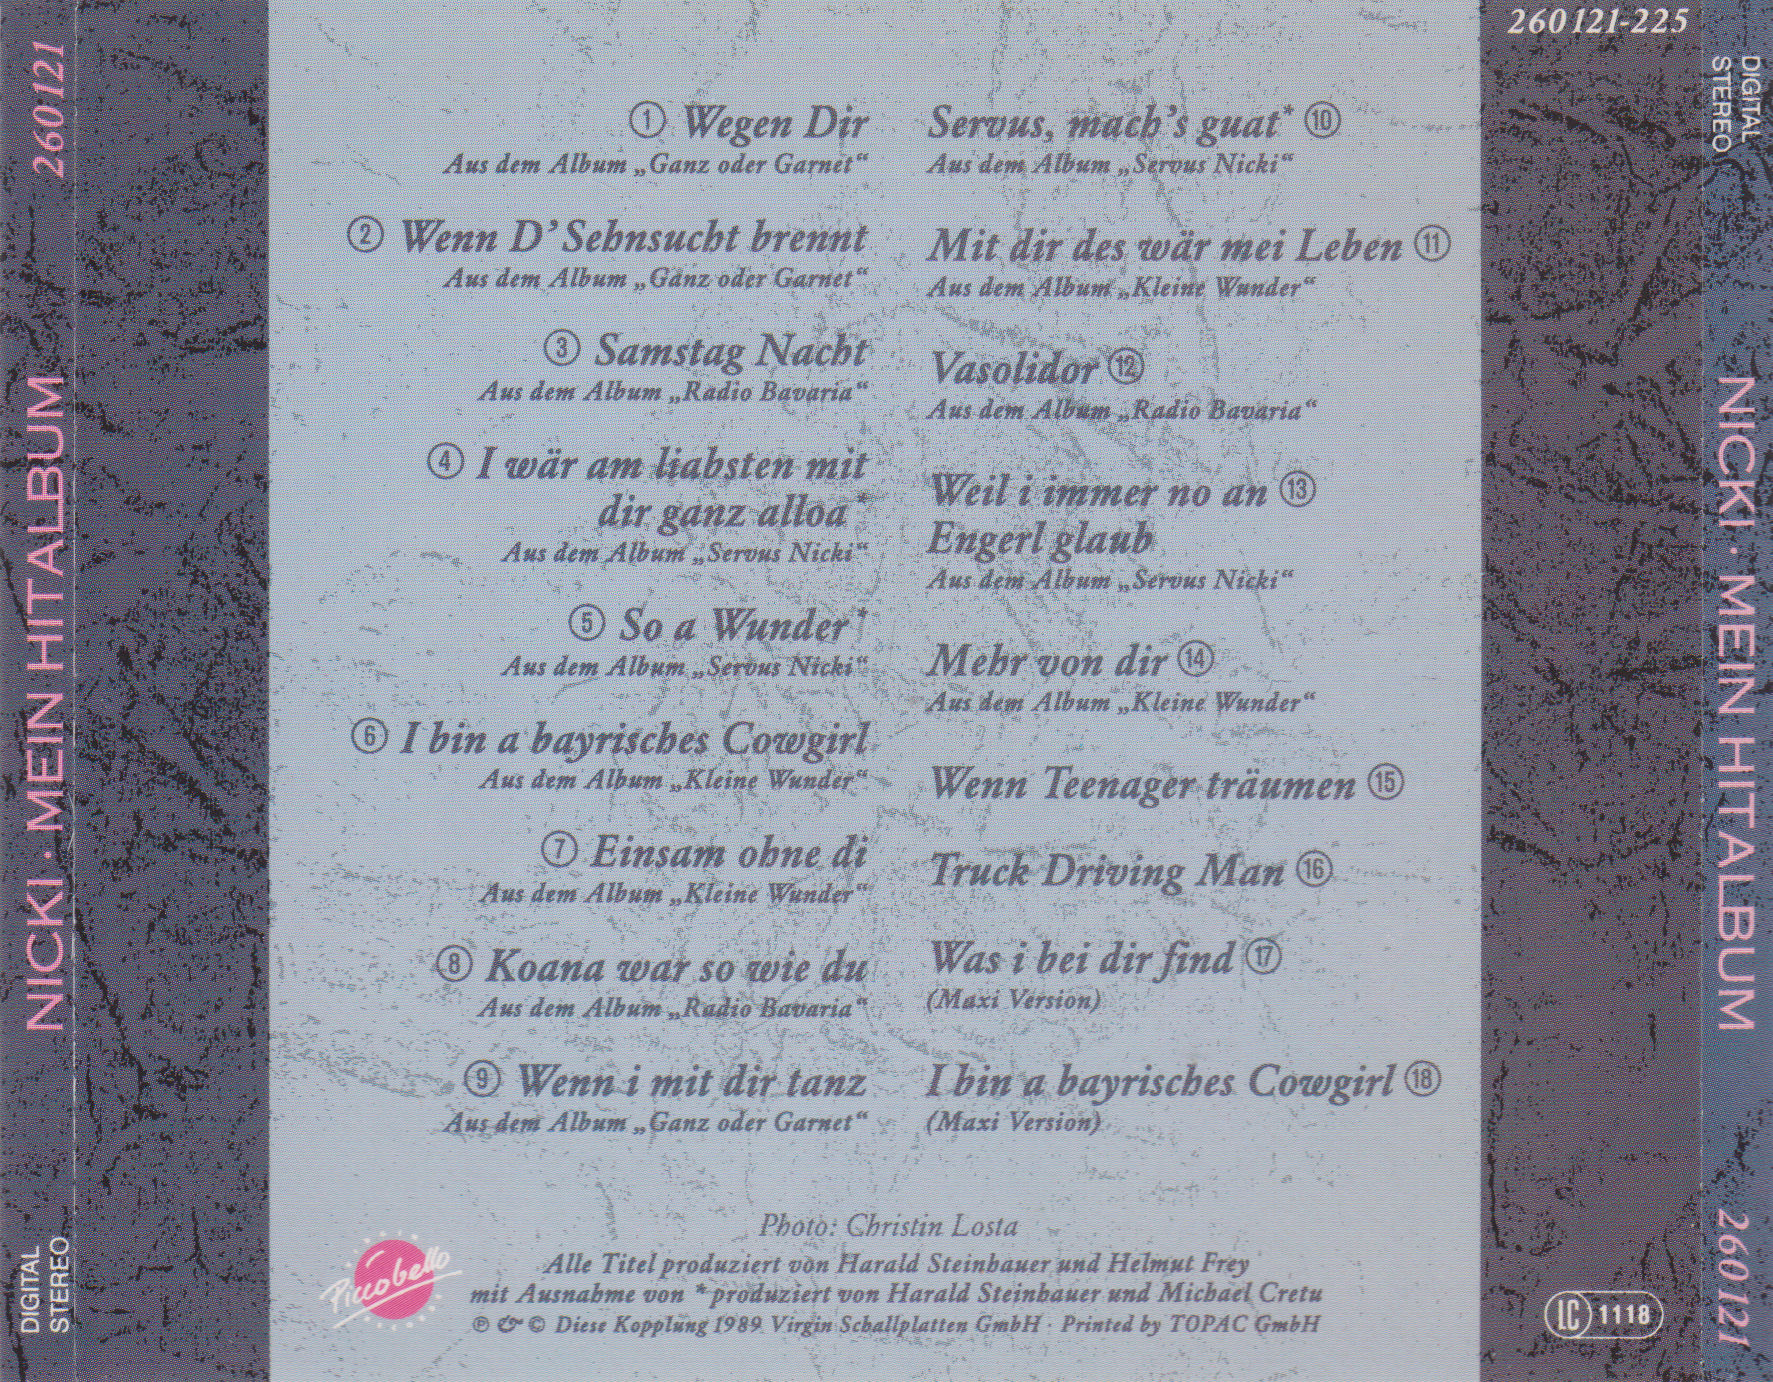 260121
NICKI · MEIN HITALBUM
DIGITAL
STEREO
① Wegen Dir
Aus dem Album „Ganz oder Garnet“
② Wenn D’Sehnsucht brennt
Aus dem Album „Ganz oder Garnet“
③ Samstag Nacht
Aus dem Album „Radio Bavaria“
④ I wär am liabsten mit
dir ganz alloa*
Aus dem Album „Servus Nicki“
⑤ So a Wunder*
Aus dem Album „Servus Nicki“
⑥ I bin a bayrisches Cowgirl
Aus dem Album „Kleine Wunder“
⑦ Einsam ohne di
Aus dem Album „Kleine Wunder“
⑧ Koana war so wie du
Aus dem Album „Radio Bavaria“
⑨ Wenn i mit dir tanz
Aus dem Album „Ganz oder Garnet“
Servus, mach’s guat* ⑩
Aus dem Album „Servus Nicki“
Mit dir des wär mei Leben ⑪
Aus dem Album „Kleine Wunder“
Vasolidor ⑫
Aus dem Album „Radio Bavaria“
Weil i immer no an ⑬
Engerl glaub
Aus dem Album „Servus Nicki“
Mehr von dir ⑭
Aus dem Album „Kleine Wunder“
Wenn Teenager träumen ⑮
Truck Driving Man ⑯
Was i bei dir find ⑰
(Maxi Version)
I bin a bayrisches Cowgirl ⑱
(Maxi Version)
Photo: Christin Losta
Alle Titel produziert von Harald Steinhauer und Helmut Frey
mit Ausnahme von * produziert von Harald Steinhauer und Michael Cretu
℗ & © Diese Kopplung 1989 Virgin Schallplatten GmbH · Printed by TOPAC GmbH
Piccobello
260121-225
DIGITAL
STEREO
NICKI · MEIN HITALBUM
260121
LC 1118